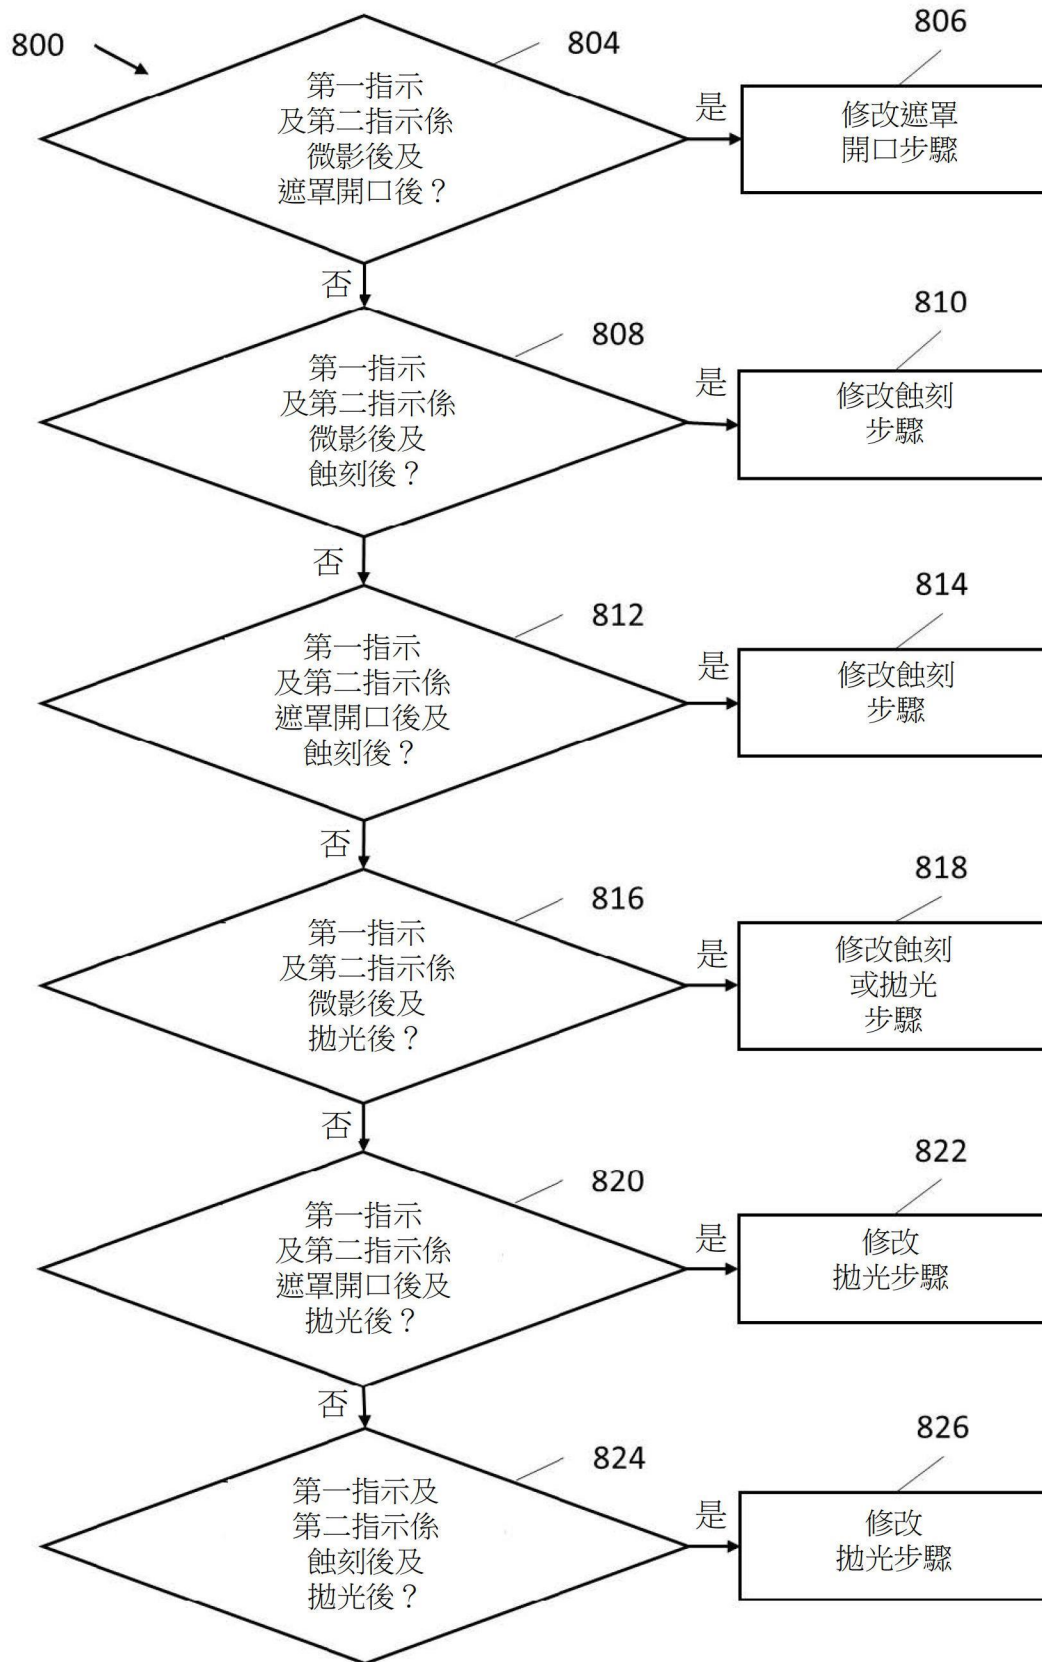 800
804
第一指示
及第二指示係
微影後及
遮罩開口後？
是
806
修改遮罩
開口步驟
否
808
第一指示
及第二指示係
微影後及
蝕刻後？
是
810
修改蝕刻
步驟
否
812
第一指示
及第二指示係
遮罩開口後及
蝕刻後？
是
814
修改蝕刻
步驟
否
816
第一指示
及第二指示係
微影後及
拋光後？
是
818
修改蝕刻
或拋光
步驟
否
820
第一指示
及第二指示係
遮罩開口後及
拋光後？
是
822
修改
拋光步驟
否
824
第一指示及
第二指示係
蝕刻後及
拋光後？
是
826
修改
拋光步驟